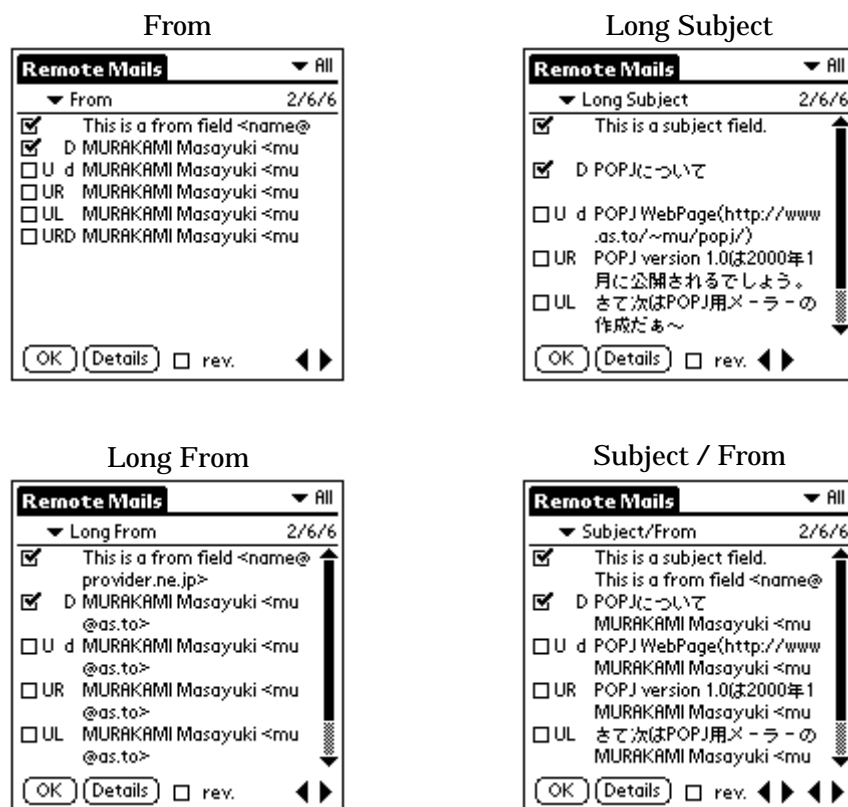 From
Remote Mails ▼ All
▼ From 2/6/6
This is a from field <name@
D MURAKAMI Masayuki <mu
U d MURAKAMI Masayuki <mu
UR MURAKAMI Masayuki <mu
UL MURAKAMI Masayuki <mu
URD MURAKAMI Masayuki <mu
OK Details rev.
Long Subject
Remote Mails ▼ All
▼ Long Subject 2/6/6
This is a subject field.
D POPJについて
U d POPJ WebPage(http://www
.as.to/~mu/popj/)
UR POPJ version 1.0は2000年1
月に公開されるでしょう。
UL さて次はPOPJ用メーラーの
作成だぁ～
OK Details rev.
Long From
Remote Mails ▼ All
▼ Long From 2/6/6
This is a from field <name@
provider.ne.jp>
D MURAKAMI Masayuki <mu
@as.to>
U d MURAKAMI Masayuki <mu
@as.to>
UR MURAKAMI Masayuki <mu
@as.to>
UL MURAKAMI Masayuki <mu
@as.to>
OK Details rev.
Subject / From
Remote Mails ▼ All
▼ Subject/From 2/6/6
This is a subject field.
This is a from field <name@
D POPJについて
MURAKAMI Masayuki <mu
U d POPJ WebPage(http://www
MURAKAMI Masayuki <mu
UR POPJ version 1.0は2000年1
MURAKAMI Masayuki <mu
UL さて次はPOPJ用メーラーの
MURAKAMI Masayuki <mu
OK Details rev.